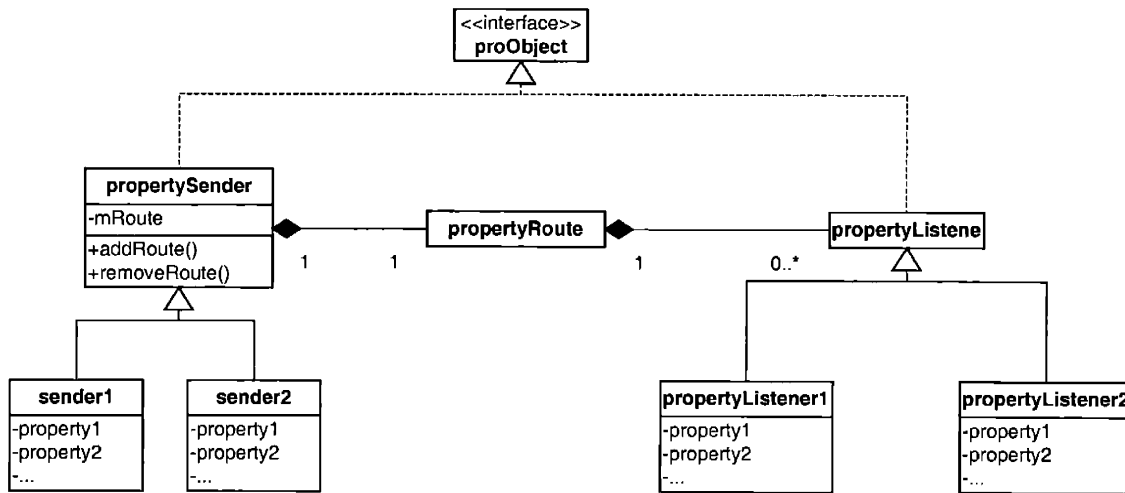 <<interface>>
proObject
propertySender
-mRoute
+addRoute()
+removeRoute()
1
1
propertyRoute
1
0..*
propertyListene
sender1
-property1
-property2
-...
sender2
-property1
-property2
-...
propertyListener1
-property1
-property2
-...
propertyListener2
-property1
-property2
-...